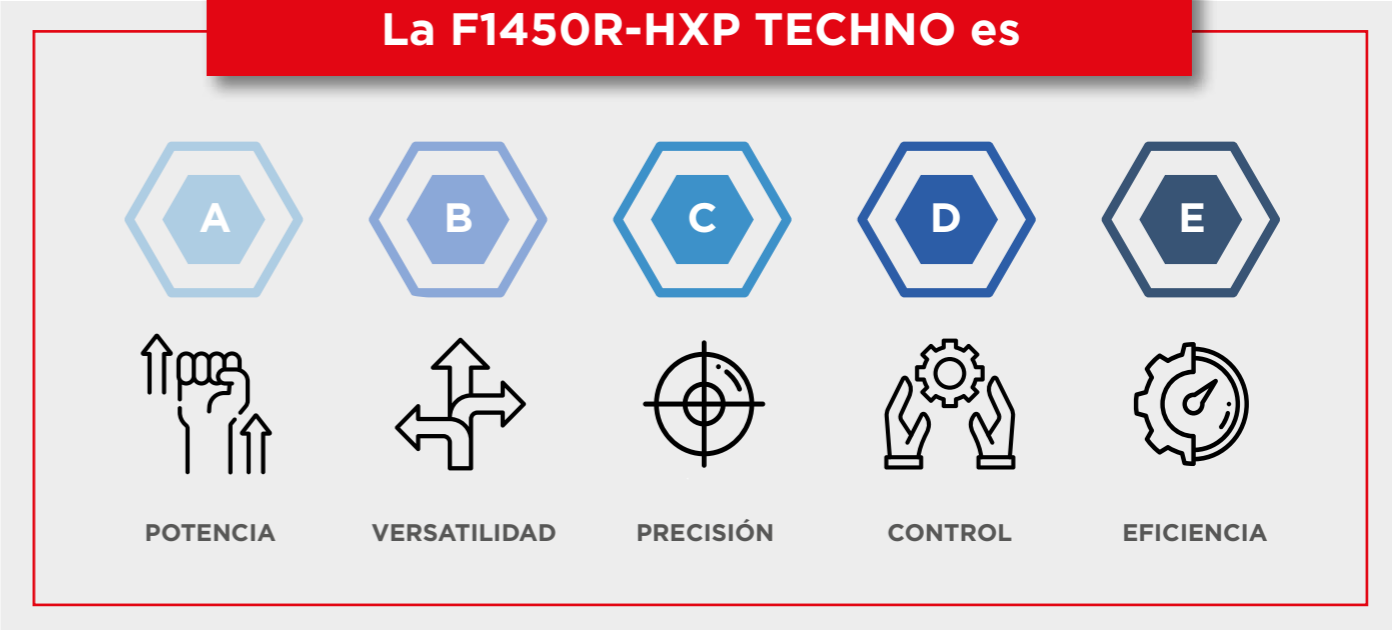 La F1450R-HXP TECHNO es
A B C D E
POTENCIA VERSATILIDAD PRECISIÓN CONTROL EFICIENCIA